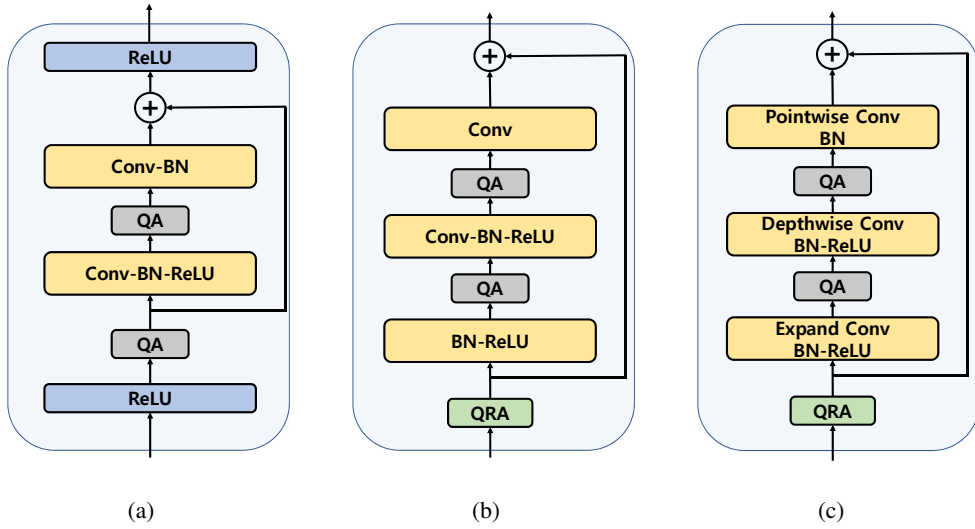 ReLU
+
Conv-BN
QA
Conv-BN-ReLU
QA
ReLU
(a)
+
Conv
QA
Conv-BN-ReLU
QA
BN-ReLU
QRA
(b)
+
Pointwise Conv
BN
QA
Depthwise Conv
BN-ReLU
QA
Expand Conv
BN-ReLU
QRA
(c)